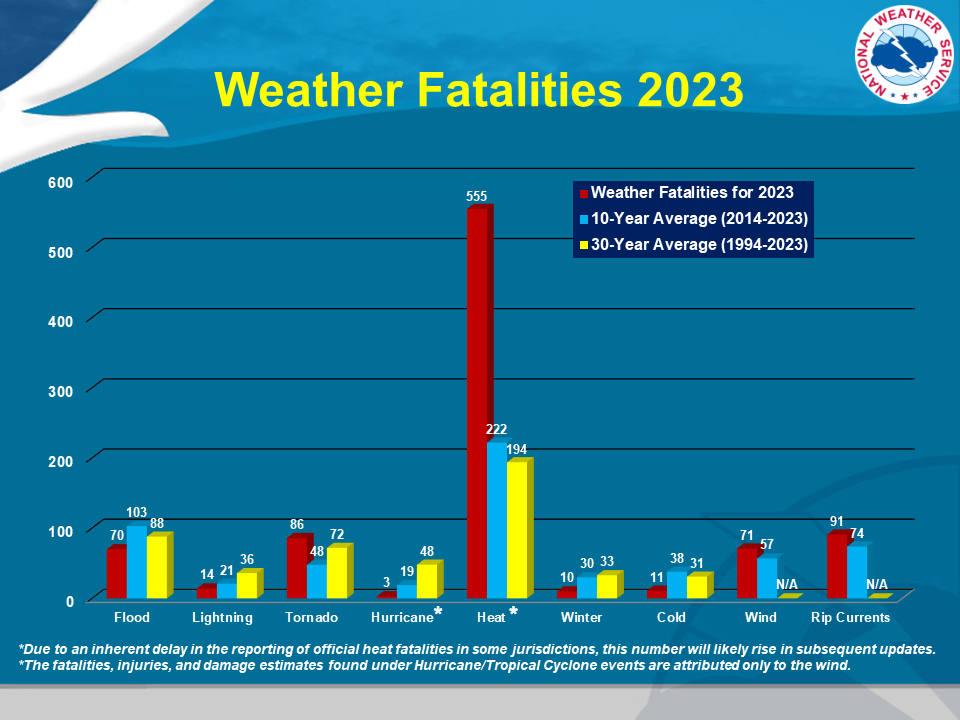 NATIONAL WEATHER SERVICE
Weather Fatalities 2023
Weather Fatalities for 2023
10-Year Average (2014-2023)
30-Year Average (1994-2023)
600
500
400
300
200
100
0
70 103 88
14 21 36
86 48 72
3 19 48
555 222 194
10 30 33
11 38 31
71 57 N/A
91 74 N/A
Flood Lightning Tornado Hurricane* Heat * Winter Cold Wind Rip Currents
*Due to an inherent delay in the reporting of official heat fatalities in some jurisdictions, this number will likely rise in subsequent updates.
*The fatalities, injuries, and damage estimates found under Hurricane/Tropical Cyclone events are attributed only to the wind.